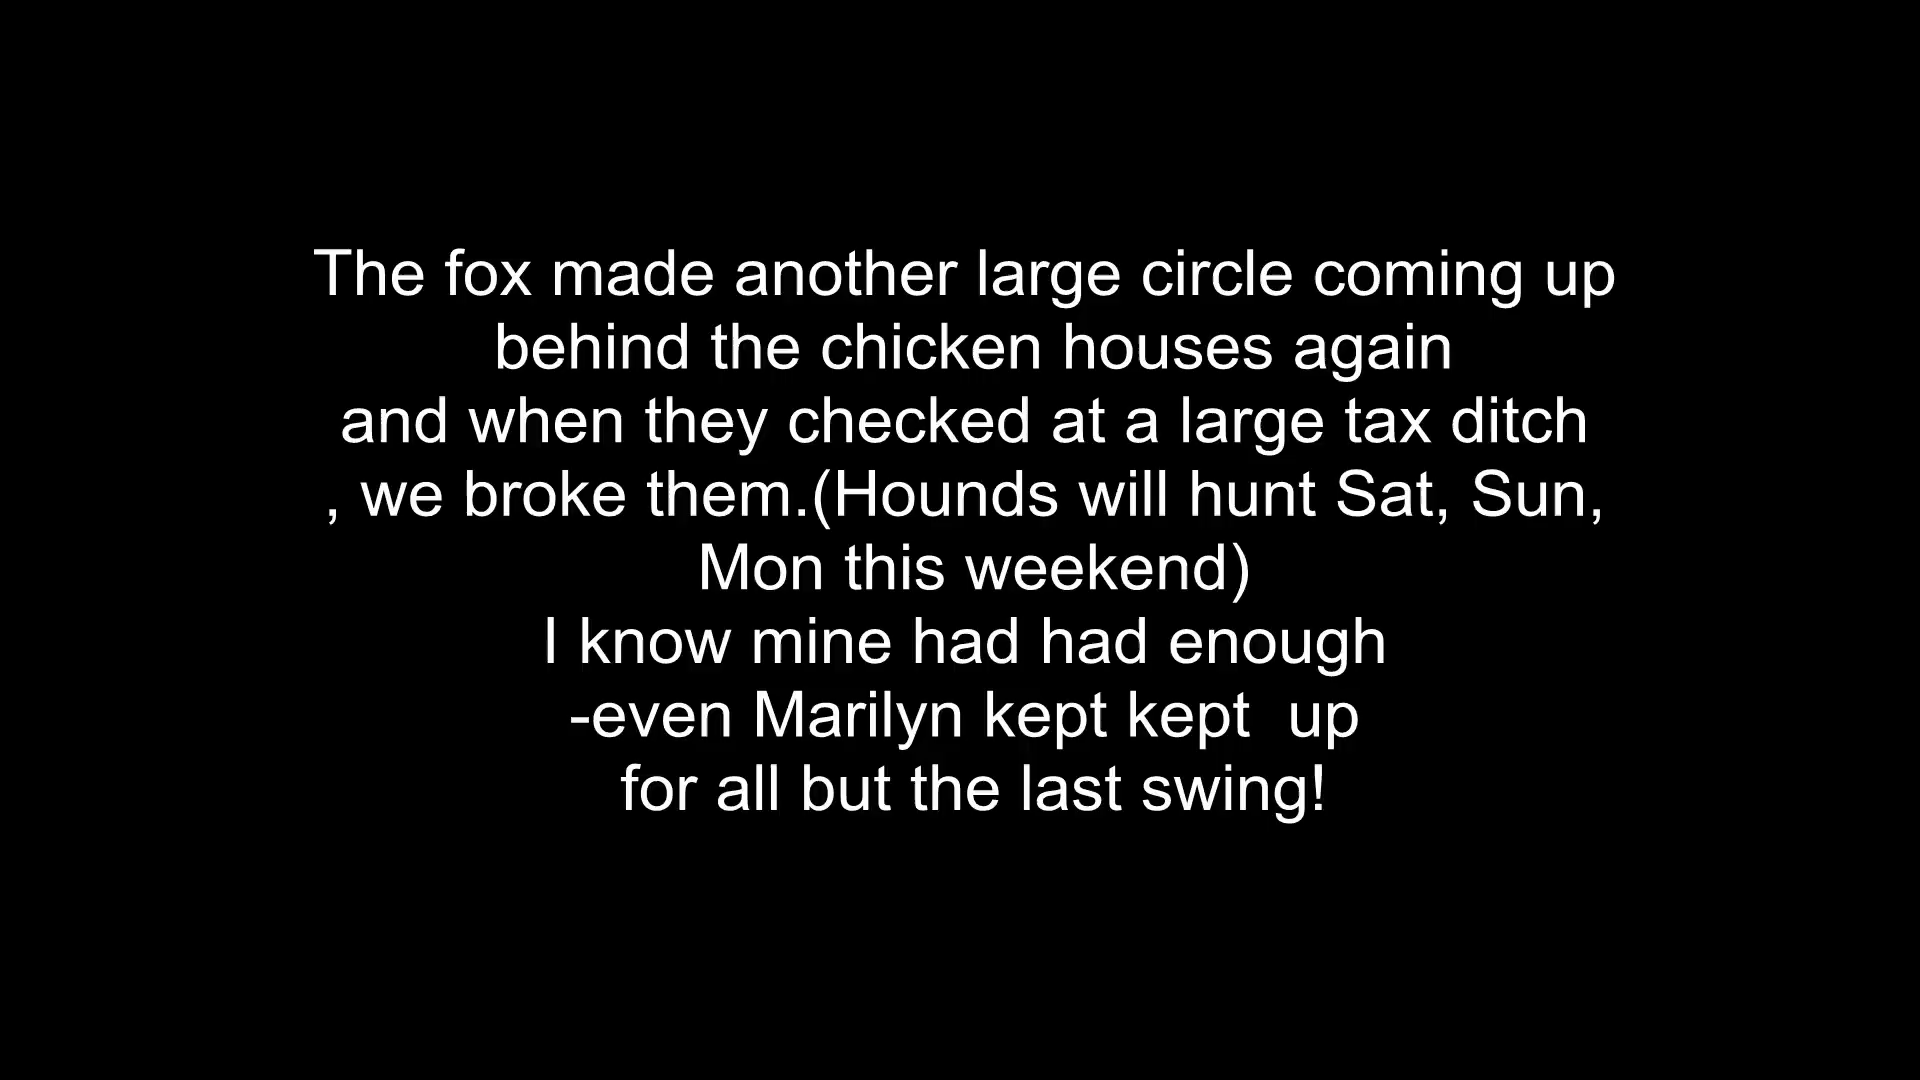 The fox made another large circle coming up
behind the chicken houses again
and when they checked at a large tax ditch
, we broke them.(Hounds will hunt Sat, Sun,
Mon this weekend)
I know mine had had enough
-even Marilyn kept kept  up
for all but the last swing!